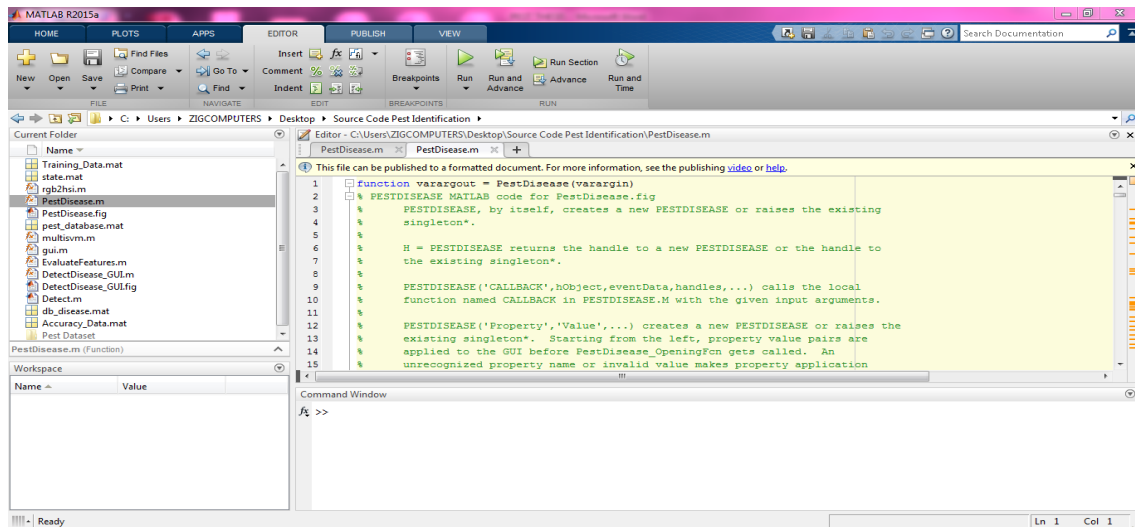 MATLAB R2015a
HOME PLOTS APPS EDITOR PUBLISH VIEW
Search Documentation
New Open Save
Find Files
Compare
Print
Go To
Find
Insert fx
Comment
Indent
Breakpoints
Run
Run and Advance
Run Section
Advance
Run and Time
FILE NAVIGATE EDIT BREAKPOINTS RUN
C: Users ZIGCOMPUTERS Desktop Source Code Pest Identification
Current Folder
Name
Training_Data.mat
state.mat
rgb2hsi.m
PestDisease.m
PestDisease.fig
pest_database.mat
multisvm.m
gui.m
EvaluateFeatures.m
DetectDisease_GUI.m
DetectDisease_GUI.fig
Detect.m
db_disease.mat
Accuracy_Data.mat
Pest Dataset
PestDisease.m (Function)
Workspace
Name Value
Editor - C:\Users\ZIGCOMPUTERS\Desktop\Source Code Pest Identification\PestDisease.m
PestDisease.m PestDisease.m
This file can be published to a formatted document. For more information, see the publishing video or help.
1 function varargout = PestDisease(varargin)
2 % PESTDISEASE MATLAB code for PestDisease.fig
3 % PESTDISEASE, by itself, creates a new PESTDISEASE or raises the existing
4 % singleton*.
5 %
6 % H = PESTDISEASE returns the handle to a new PESTDISEASE or the handle to
7 % the existing singleton*.
8 %
9 % PESTDISEASE('CALLBACK',hObject,eventData,handles,...) calls the local
10 % function named CALLBACK in PESTDISEASE.M with the given input arguments.
11 %
12 % PESTDISEASE('Property','Value',...) creates a new PESTDISEASE or raises the
13 % existing singleton*. Starting from the left, property value pairs are
14 % applied to the GUI before PestDisease_OpeningFcn gets called. An
15 % unrecognized property name or invalid value makes property application
Command Window
fx >>
Ready
Ln 1 Col 1